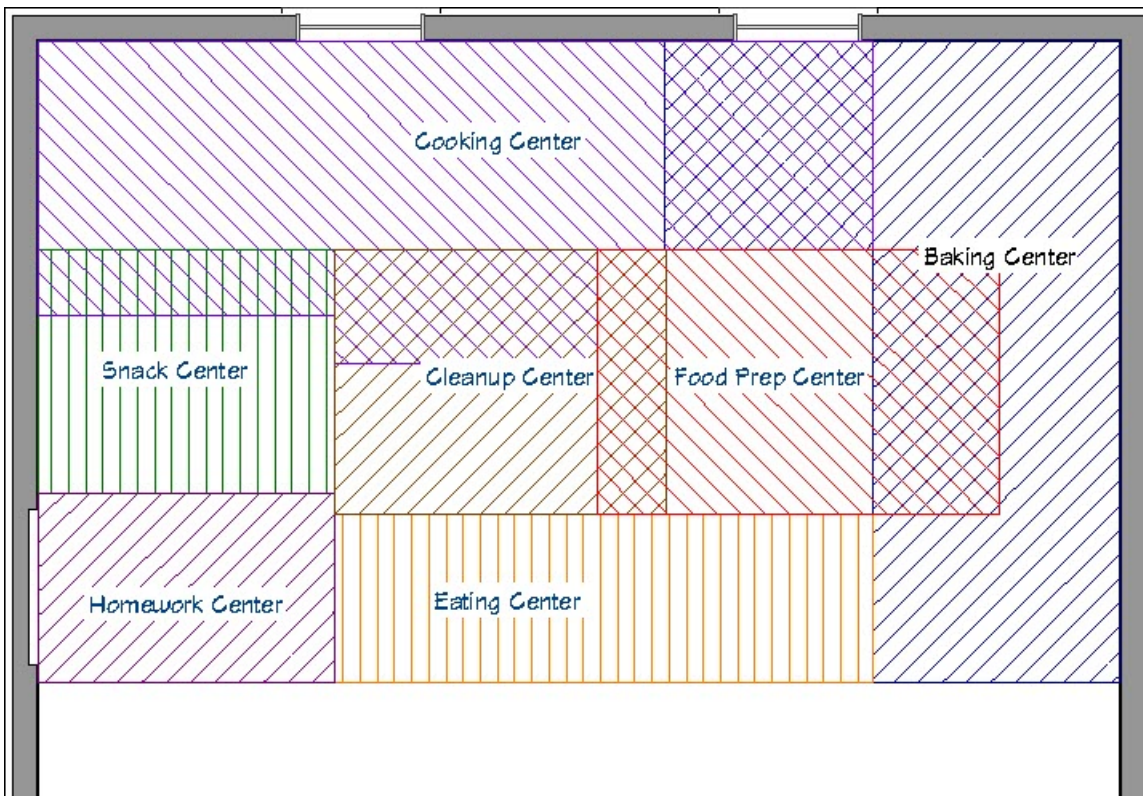 Cooking Center
Baking Center
Snack Center
Cleanup Center
Food Prep Center
Homework Center
Eating Center